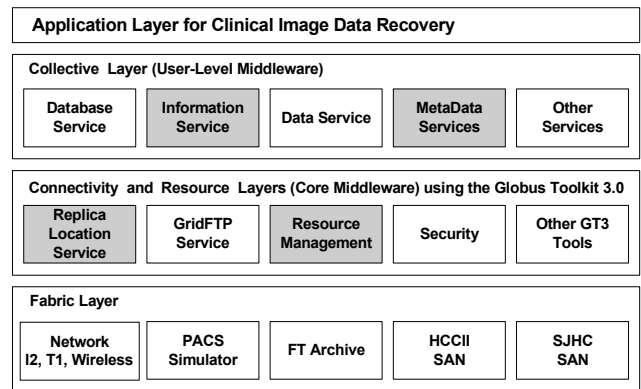 Application Layer for Clinical Image Data Recovery
Collective Layer (User-Level Middleware)
Database
Service
Information
Service
Data Service
MetaData
Services
Other
Services
Connectivity and Resource Layers (Core Middleware) using the Globus Toolkit 3.0
Replica
Location
Service
GridFTP
Service
Resource
Management
Security
Other GT3
Tools
Fabric Layer
Network
I2, T1, Wireless
PACS
Simulator
FT Archive
HCCII
SAN
SJHC
SAN